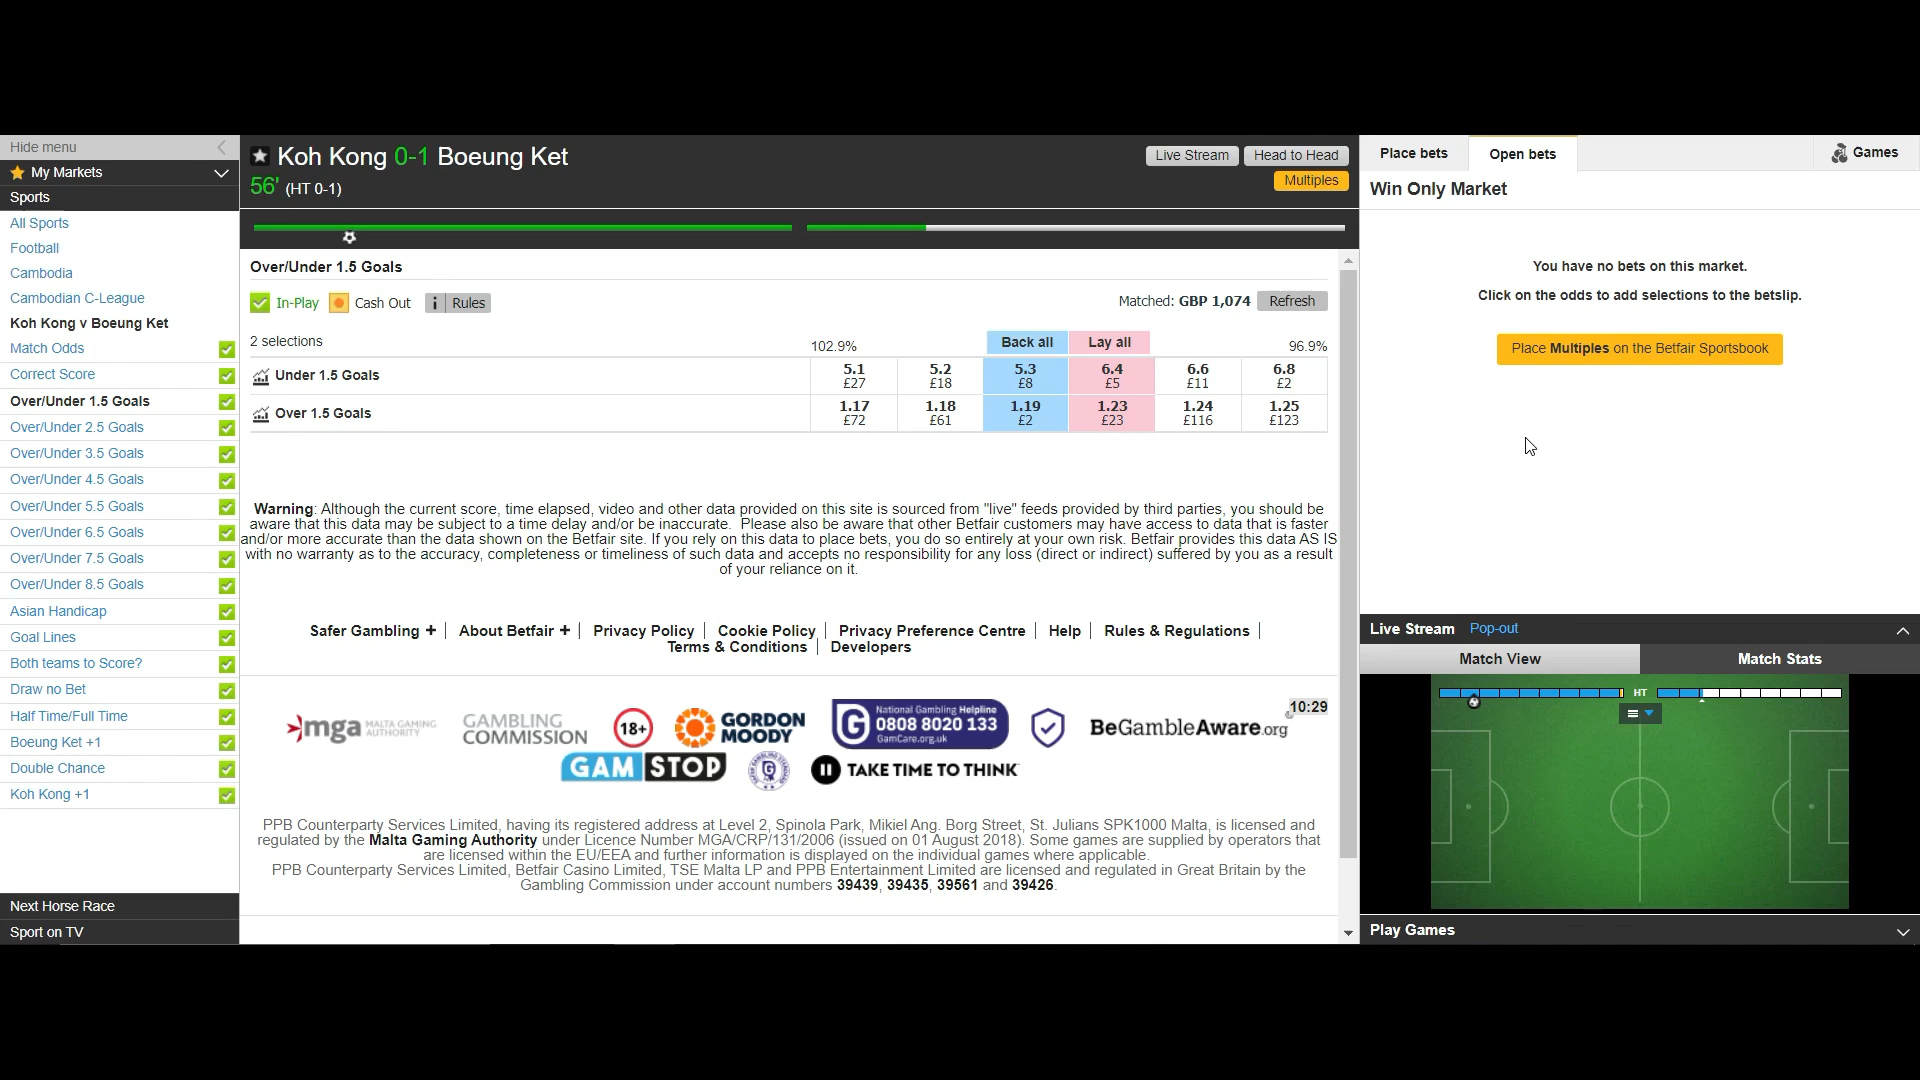 Hide menu
My Markets
Sports
All Sports
Football
Cambodia
Cambodian C-League
Koh Kong v Boeung Ket
Match Odds
Correct Score
Over/Under 1.5 Goals
Over/Under 2.5 Goals
Over/Under 3.5 Goals
Over/Under 4.5 Goals
Over/Under 5.5 Goals
Over/Under 6.5 Goals
Over/Under 7.5 Goals
Over/Under 8.5 Goals
Asian Handicap
Goal Lines
Both teams to Score?
Draw no Bet
Half Time/Full Time
Boeung Ket +1
Double Chance
Koh Kong +1
Next Horse Race
Sport on TV
Koh Kong 0-1 Boeung Ket
56' (HT 0-1)
Live Stream Head to Head
Multiples
Over/Under 1.5 Goals
In-Play Cash Out i Rules
Matched: GBP 1,074 Refresh
2 selections 102.9% Back all Lay all 96.9%
Under 1.5 Goals 5.1 5.2 5.3 6.4 6.6 6.8
£27 £18 £8 £5 £11 £2
Over 1.5 Goals 1.17 1.18 1.19 1.23 1.24 1.25
£72 £61 £2 £23 £116 £123
Warning: Although the current score, time elapsed, video and other data provided on this site is sourced from "live" feeds provided by third parties, you should be
aware that this data may be subject to a time delay and/or be inaccurate. Please also be aware that other Betfair customers may have access to data that is faster
and/or more accurate than the data shown on the Betfair site. If you rely on this data to place bets, you do so entirely at your own risk. Betfair provides this data AS IS
with no warranty as to the accuracy, completeness or timeliness of such data and accepts no responsibility for any loss (direct or indirect) suffered by you as a result
of your reliance on it.
Safer Gambling + About Betfair + Privacy Policy Cookie Policy Privacy Preference Centre Help Rules & Regulations
Terms & Conditions Developers
10:29
mga MALTA GAMING AUTHORITY
GAMBLING COMMISSION
18+
GORDON MOODY
National Gambling Helpline
0808 8020 133
GamCare.org.uk
BeGambleAware.org
GAMSTOP
TAKE TIME TO THINK
PPB Counterparty Services Limited, having its registered address at Level 2, Spinola Park, Mikiel Ang. Borg Street, St. Julians SPK1000 Malta, is licensed and
regulated by the Malta Gaming Authority under Licence Number MGA/CRP/131/2006 (issued on 01 August 2018). Some games are supplied by operators that
are licensed within the EU/EEA and further information is displayed on the individual games where applicable.
PPB Counterparty Services Limited, Betfair Casino Limited, TSE Malta LP and PPB Entertainment Limited are licensed and regulated in Great Britain by the
Gambling Commission under account numbers 39439, 39435, 39561 and 39426.
Place bets Open bets Games
Win Only Market
You have no bets on this market.
Click on the odds to add selections to the betslip.
Place Multiples on the Betfair Sportsbook
Live Stream Pop-out
Match View Match Stats
HT
Play Games